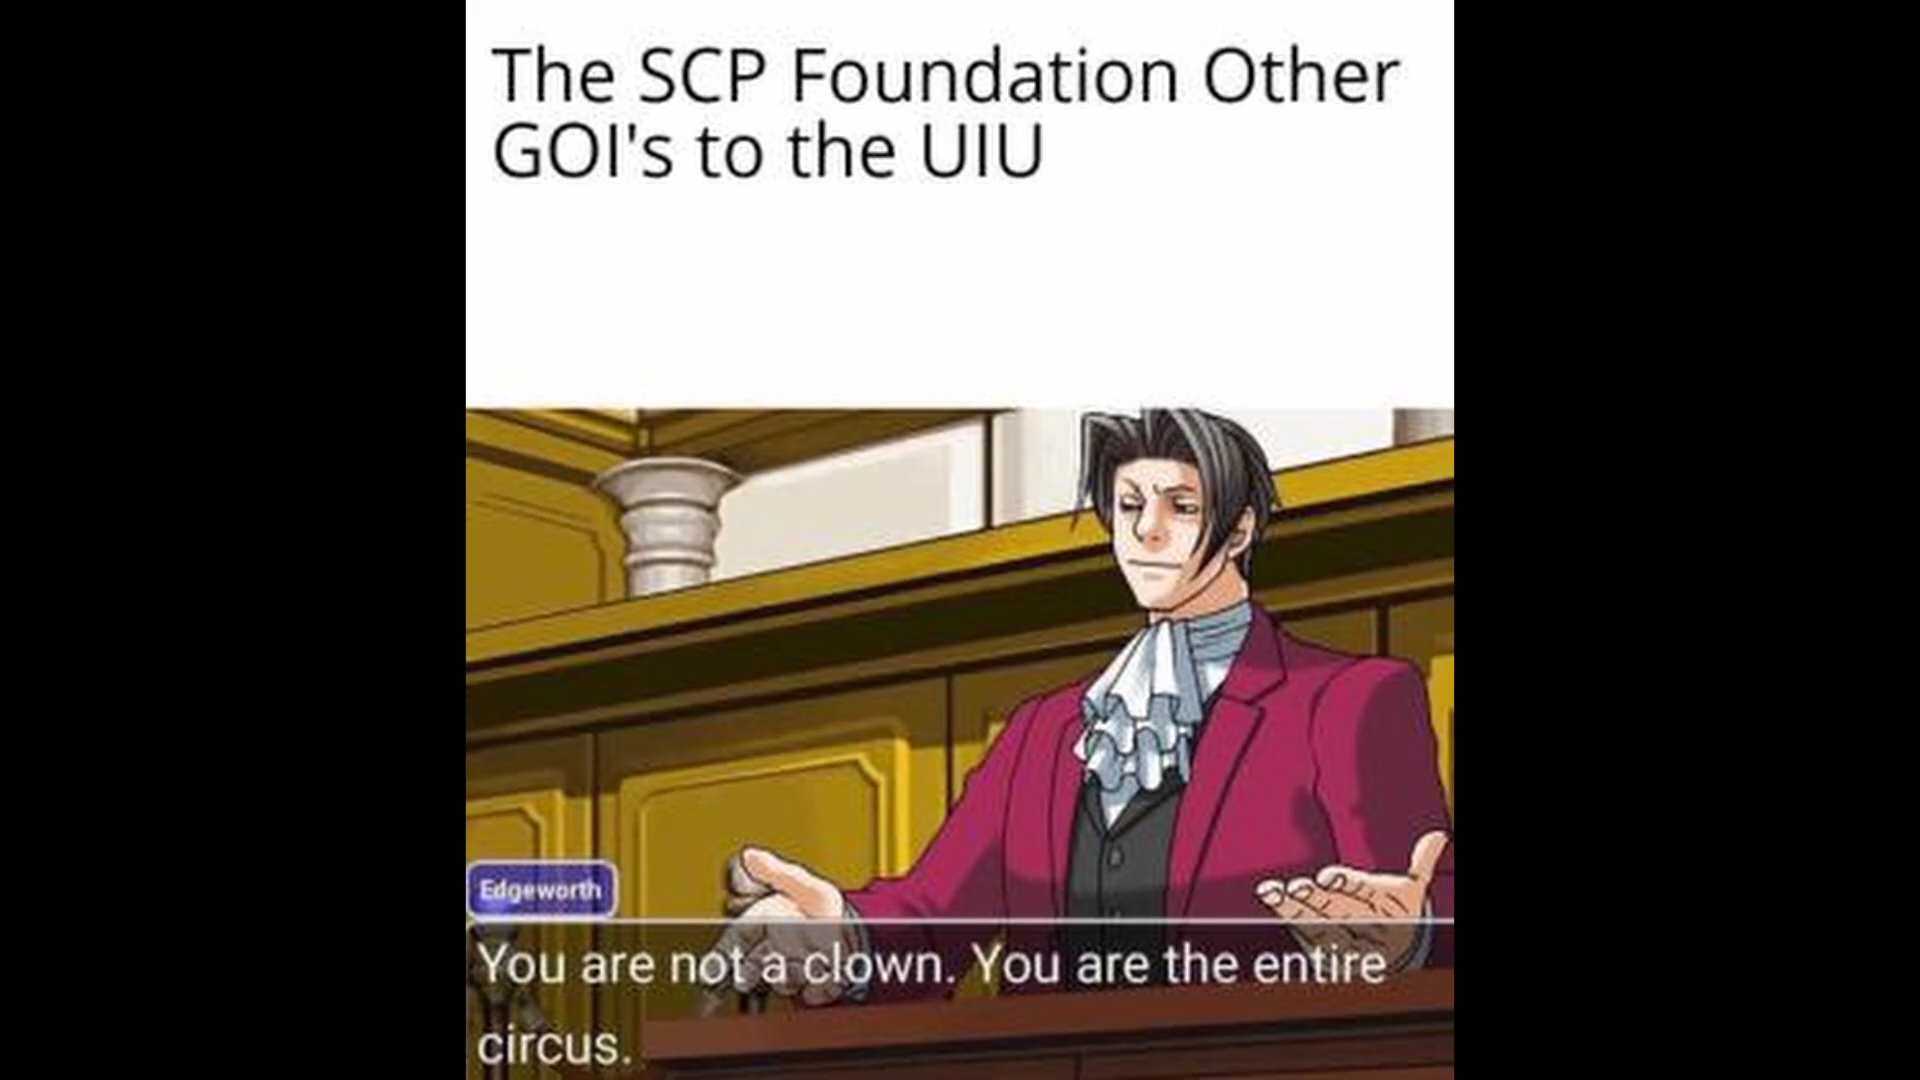 The SCP Foundation Other
GOI's to the UIU
Edgeworth
You are not a clown. You are the entire
circus.